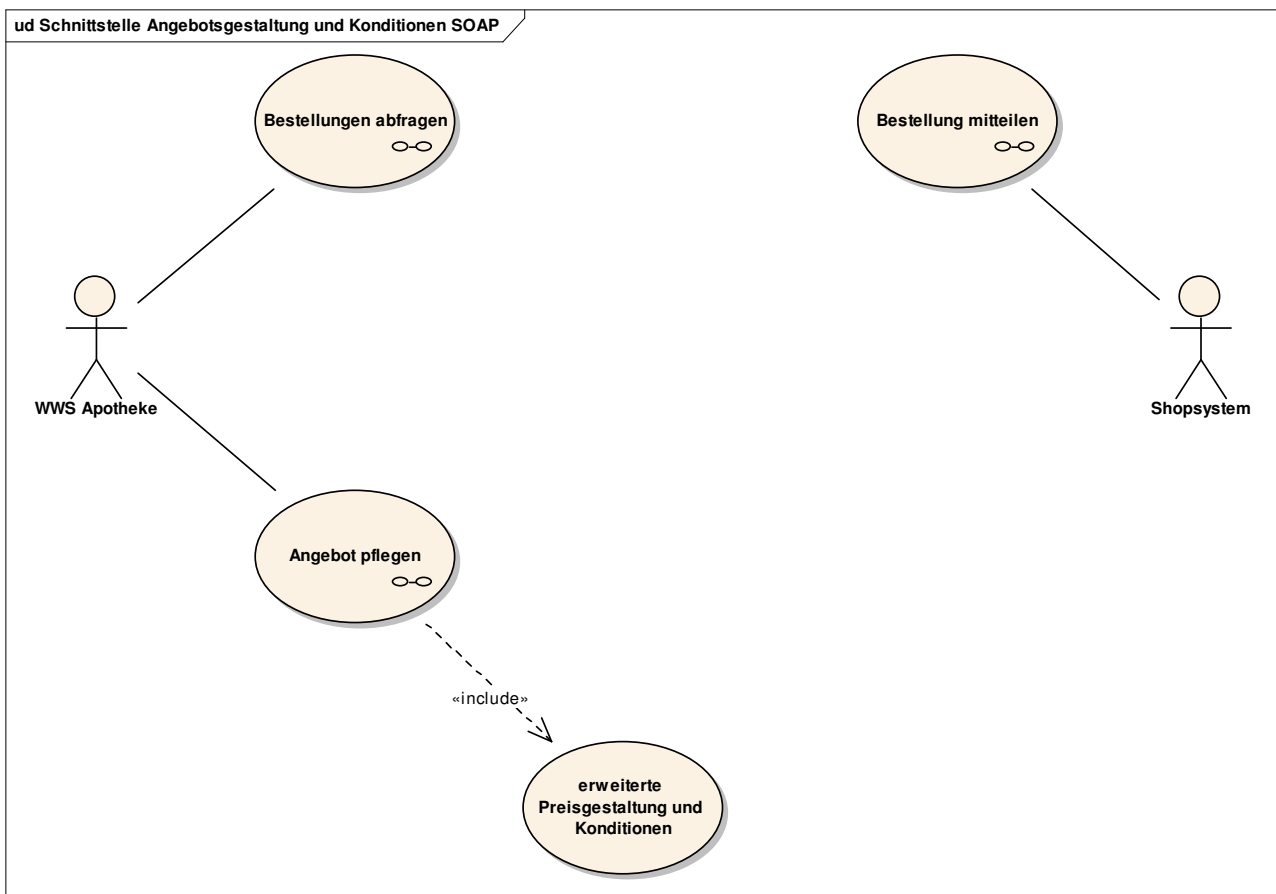 ud Schnittstelle Angebotsgestaltung und Konditionen SOAP
Bestellungen abfragen
Bestellung mitteilen
WWS Apotheke
Shopsystem
Angebot pflegen
«include»
erweiterte
Preisgestaltung und
Konditionen